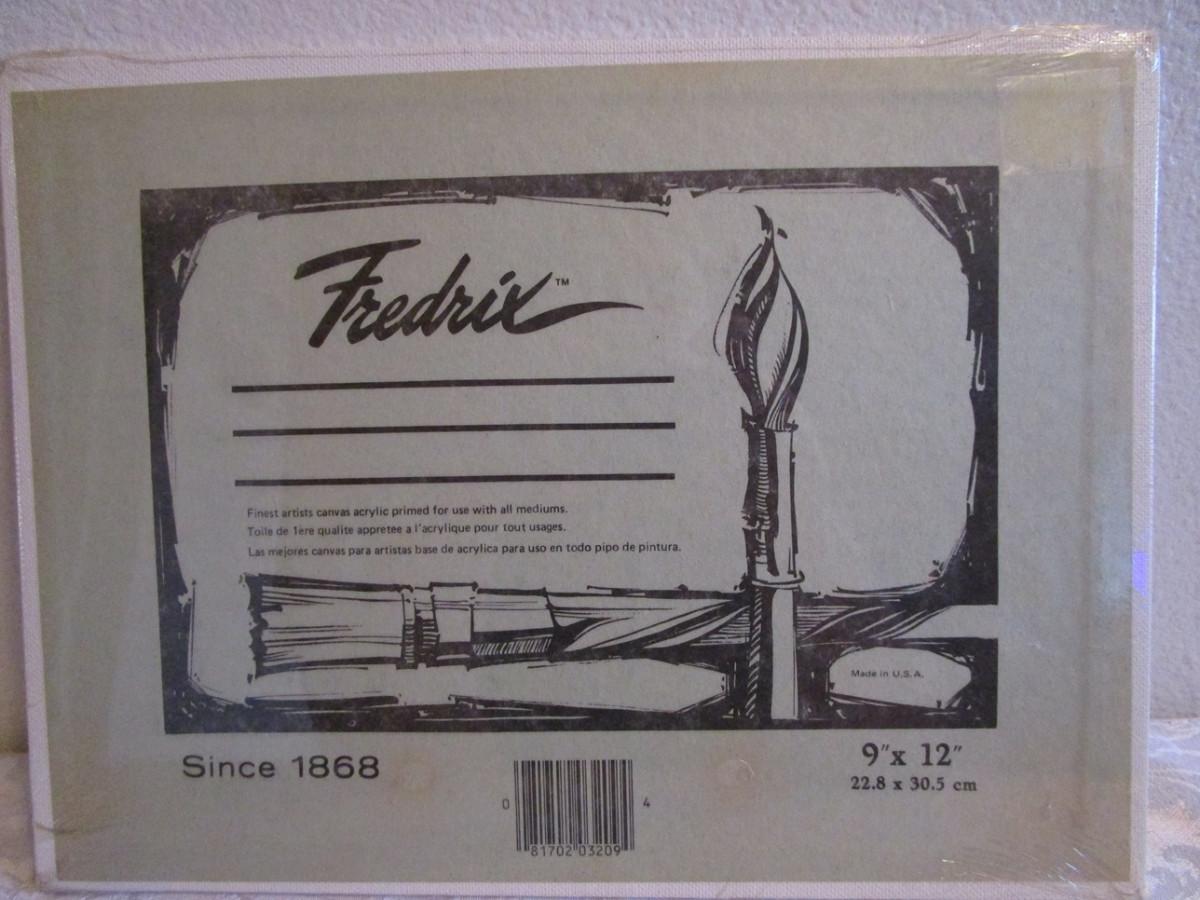 Fredrix™
Finest artists canvas acrylic primed for use with all mediums.
Toile de 1ère qualite appretee a l'acrylique pour tout usages.
Las mejores canvas para artistas base de acrylica para uso en todo pipo de pintura.
Made in U.S.A.
Since 1868
9"x 12"
22.8 x 30.5 cm
0 81702 03209 4